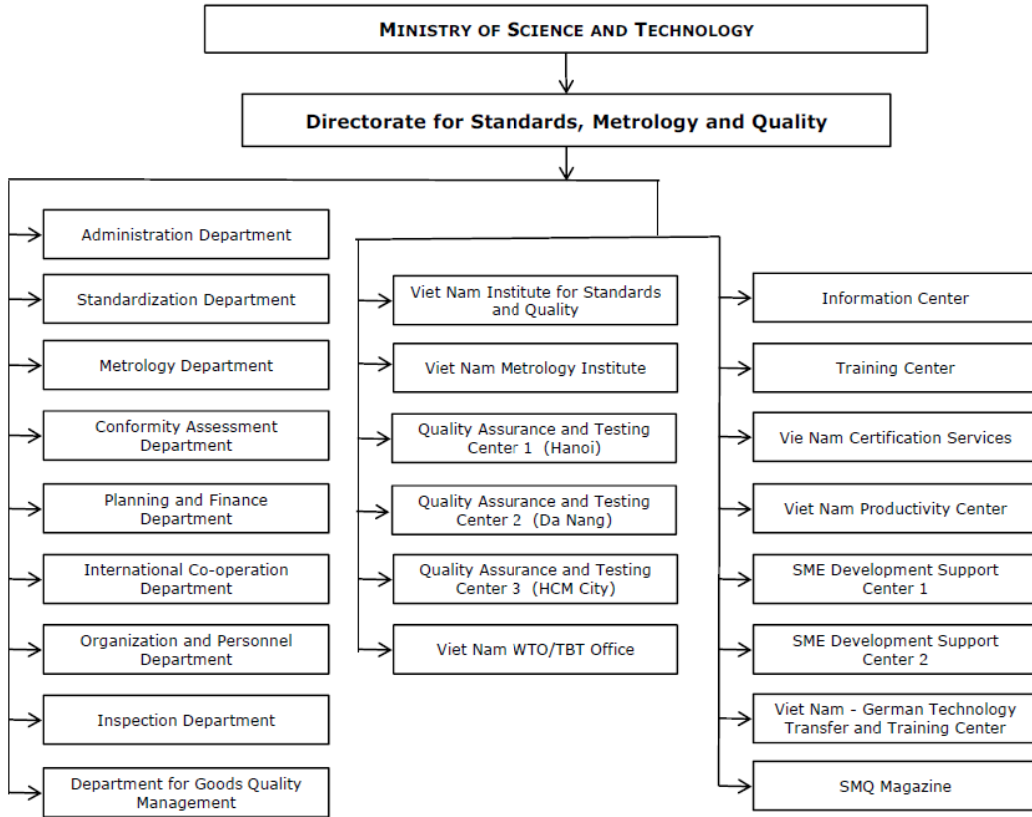 MINISTRY OF SCIENCE AND TECHNOLOGY
Directorate for Standards, Metrology and Quality
Administration Department
Standardization Department
Metrology Department
Conformity Assessment
Department
Planning and Finance
Department
International Co-operation
Department
Organization and Personnel
Department
Inspection Department
Department for Goods Quality
Management
Viet Nam Institute for Standards
and Quality
Viet Nam Metrology Institute
Quality Assurance and Testing
Center 1 (Hanoi)
Quality Assurance and Testing
Center 2 (Da Nang)
Quality Assurance and Testing
Center 3 (HCM City)
Viet Nam WTO/TBT Office
Information Center
Training Center
Vie Nam Certification Services
Viet Nam Productivity Center
SME Development Support
Center 1
SME Development Support
Center 2
Viet Nam - German Technology
Transfer and Training Center
SMQ Magazine